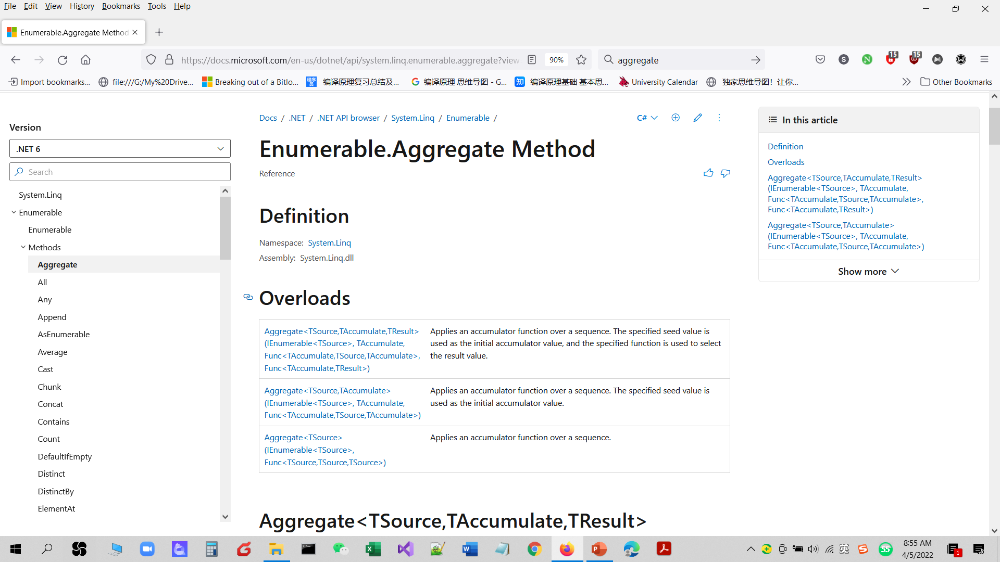 File Edit View History Bookmarks Tools Help
Enumerable.Aggregate Method
https://docs.microsoft.com/en-us/dotnet/api/system.linq.enumerable.aggregate?view
90%
aggregate
S
N
15
15
Import bookmarks...
file:///G:/My%20Drive...
Breaking out of a Bitlo...
程序员
编译原理复习总结及...
编译原理 思维导图 - G...
知
编译原理基础 基本思...
University Calendar
独家思维导图！让你...
Other Bookmarks
Version
.NET 6
Search
System.Linq
Enumerable
Enumerable
Methods
Aggregate
All
Any
Append
AsEnumerable
Average
Cast
Chunk
Concat
Contains
Count
DefaultIfEmpty
Distinct
DistinctBy
ElementAt
Docs / .NET / .NET API browser / System.Linq / Enumerable /
C#
Enumerable.Aggregate Method
Reference
Definition
Namespace: System.Linq
Assembly: System.Linq.dll
Overloads
Aggregate<TSource,TAccumulate,TResult>
(IEnumerable<TSource>, TAccumulate,
Func<TAccumulate,TSource,TAccumulate>,
Func<TAccumulate,TResult>)
Applies an accumulator function over a sequence. The specified seed value is
used as the initial accumulator value, and the specified function is used to select
the result value.
Aggregate<TSource,TAccumulate>
(IEnumerable<TSource>, TAccumulate,
Func<TAccumulate,TSource,TAccumulate>)
Applies an accumulator function over a sequence. The specified seed value is
used as the initial accumulator value.
Aggregate<TSource>
(IEnumerable<TSource>,
Func<TSource,TSource,TSource>)
Applies an accumulator function over a sequence.
Aggregate<TSource,TAccumulate,TResult>
In this article
Definition
Overloads
Aggregate<TSource,TAccumulate,TResult>
(IEnumerable<TSource>, TAccumulate,
Func<TAccumulate,TSource,TAccumulate>,
Func<TAccumulate,TResult>)
Aggregate<TSource,TAccumulate>
(IEnumerable<TSource>, TAccumulate,
Func<TAccumulate,TSource,TAccumulate>)
Show more
英
8:55 AM
4/5/2022
1